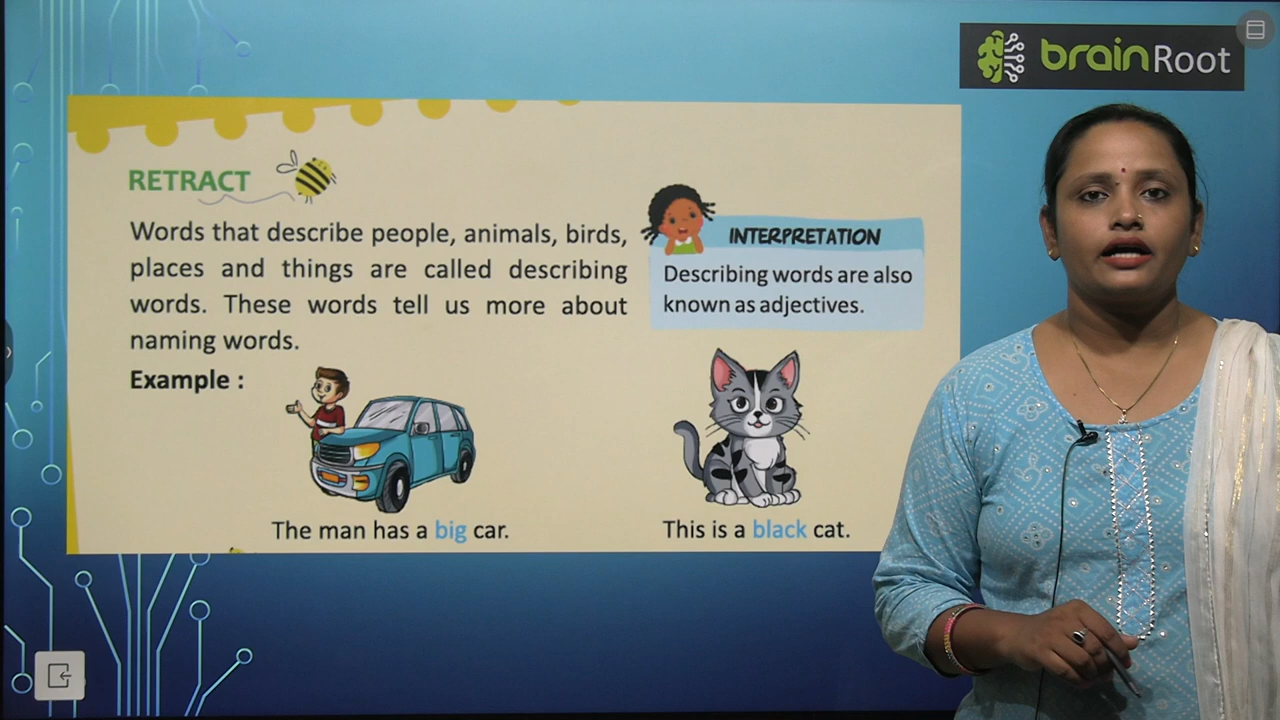 brainRoot
RETRACT
Words that describe people, animals, birds,
places and things are called describing
words. These words tell us more about
naming words.
Example :
INTERPRETATION
Describing words are also
known as adjectives.
The man has a big car.
This is a black cat.